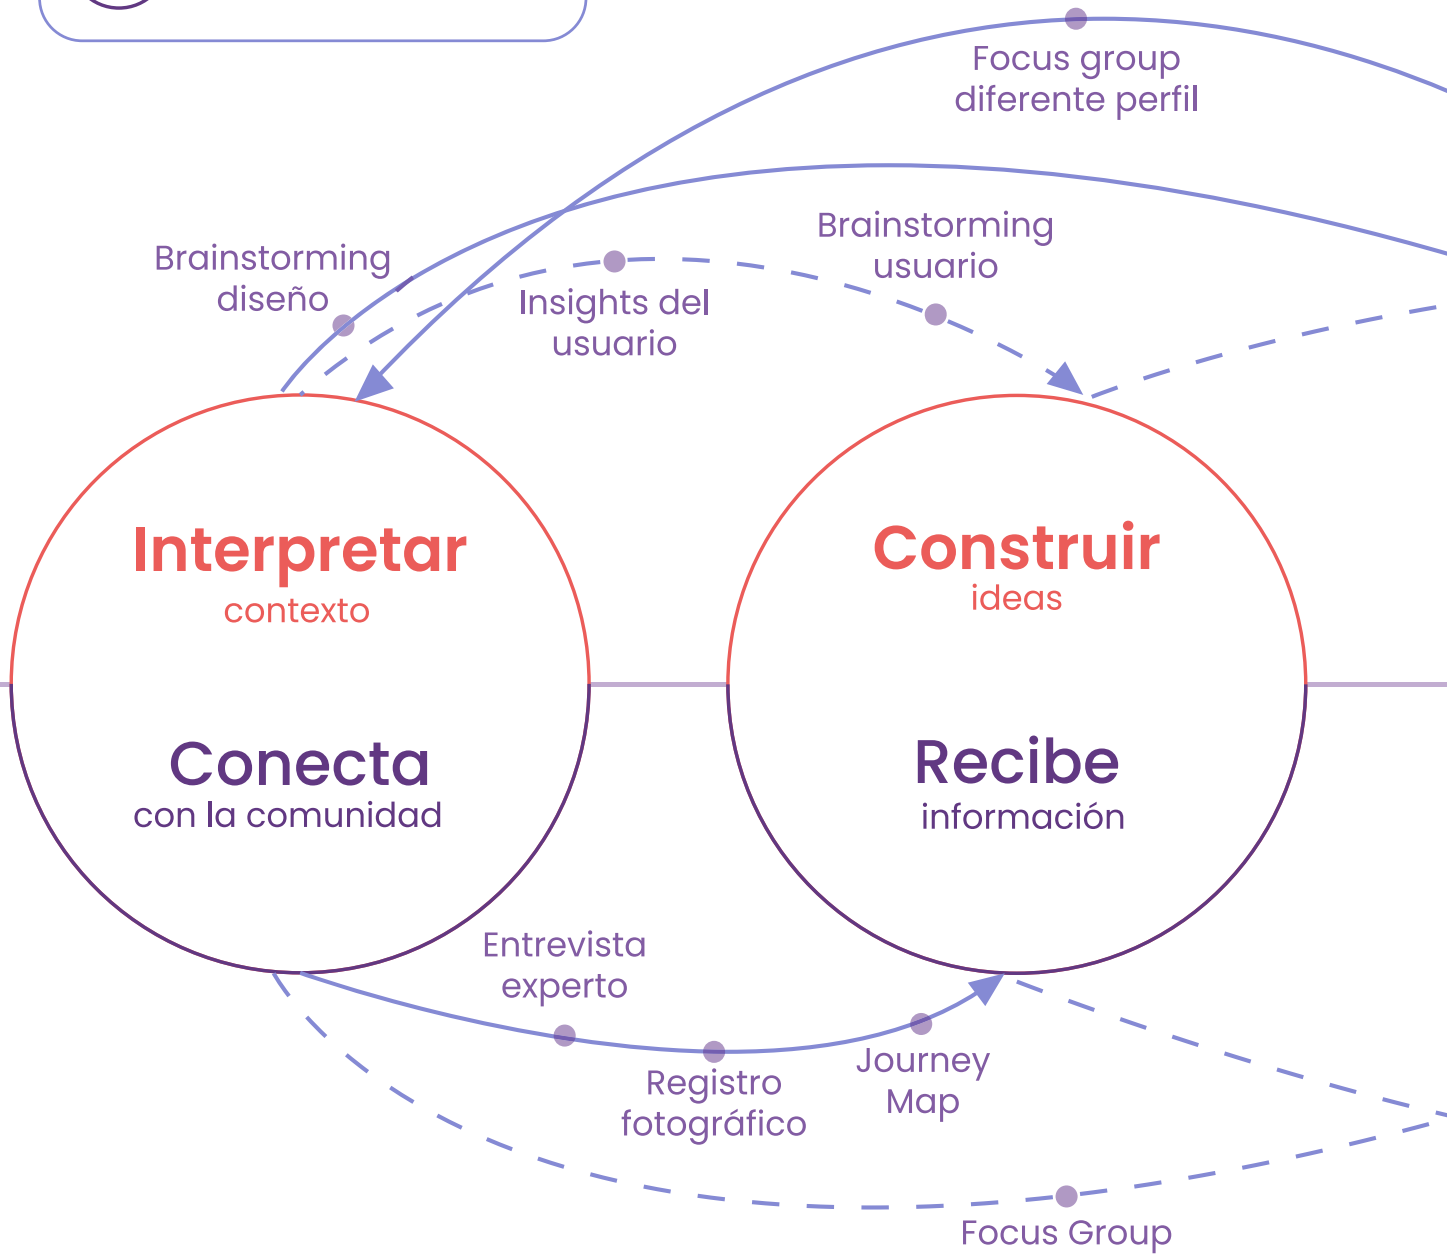 Focus group
diferente perfil
Brainstorming
diseño
Insights del
usuario
Brainstorming
usuario
Interpretar
contexto
Conecta
con la comunidad
Construir
ideas
Recibe
información
Entrevista
experto
Registro
fotográfico
Journey
Map
Focus Group